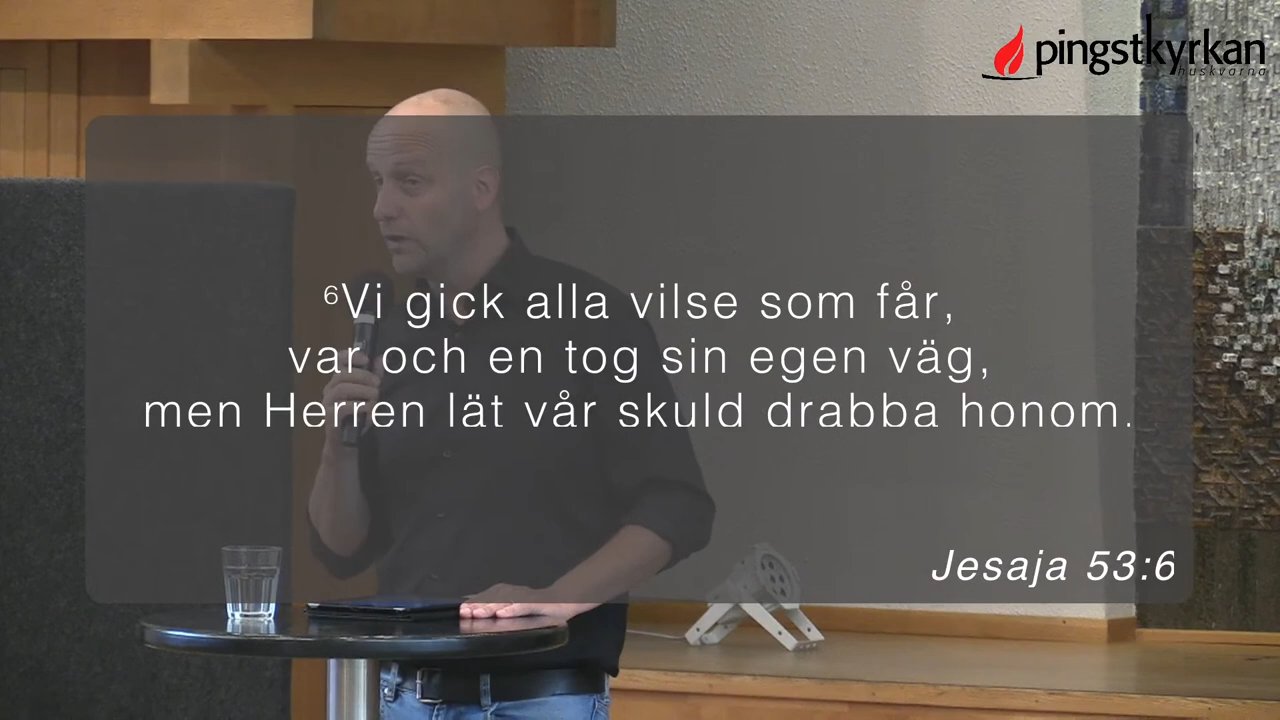 pingstkyrkan
huskvarna
⁶Vi gick alla vilse som får,
var och en tog sin egen väg,
men Herren lät vår skuld drabba honom.
Jesaja 53:6